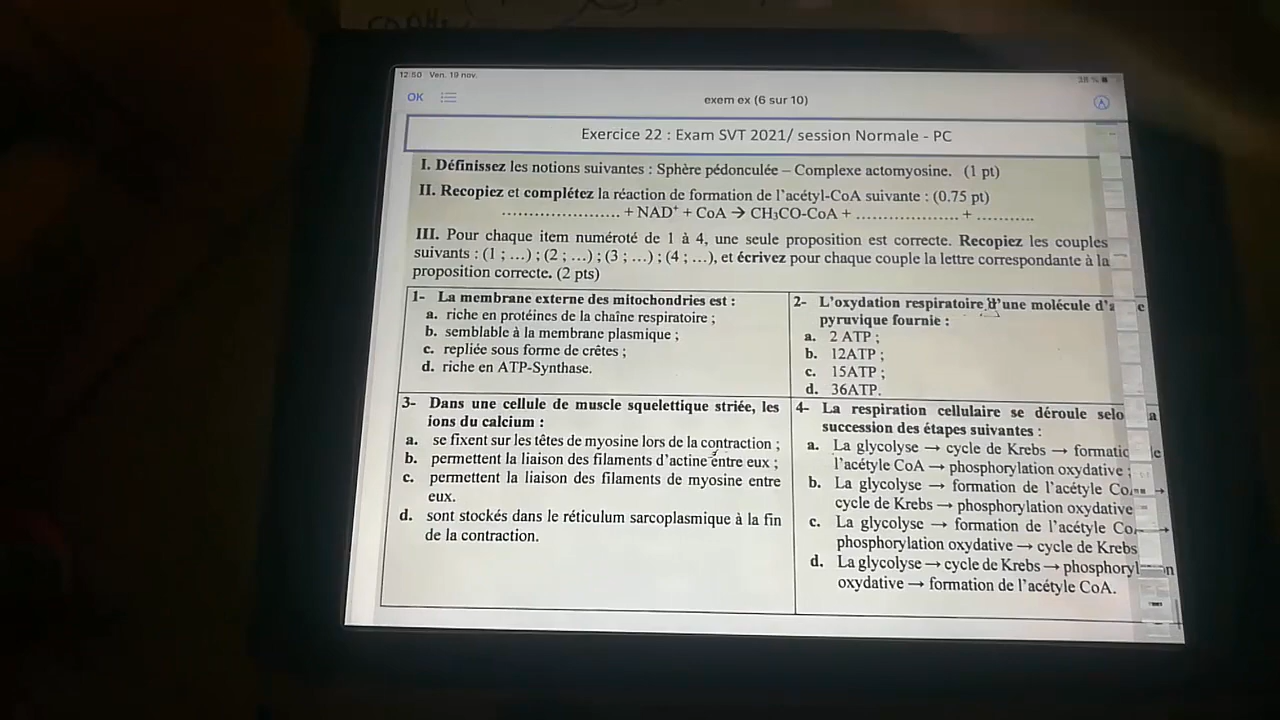 12:50 Ven. 19 nov.
38 %
OK
exem ex (6 sur 10)
Exercice 22 : Exam SVT 2021/ session Normale - PC
I. Définissez les notions suivantes : Sphère pédonculée – Complexe actomyosine. (1 pt)
II. Recopiez et complétez la réaction de formation de l'acétyl-CoA suivante : (0.75 pt)
..................... + NAD⁺ + CoA → CH₃CO-CoA + .................. + ...........
III. Pour chaque item numéroté de 1 à 4, une seule proposition est correcte. Recopiez les couples
suivants : (1 ; ...) ; (2 ; ...) ; (3 ; ...) ; (4 ; ...), et écrivez pour chaque couple la lettre correspondante à la
proposition correcte. (2 pts)
1- La membrane externe des mitochondries est :
a. riche en protéines de la chaîne respiratoire ;
b. semblable à la membrane plasmique ;
c. repliée sous forme de crêtes ;
d. riche en ATP-Synthase.
2- L'oxydation respiratoire d'une molécule
pyruvique fournie :
a. 2 ATP ;
b. 12ATP ;
c. 15ATP ;
d. 36ATP.
3- Dans une cellule de muscle squelettique striée, les
ions du calcium :
a. se fixent sur les têtes de myosine lors de la contraction ;
b. permettent la liaison des filaments d'actine entre eux ;
c. permettent la liaison des filaments de myosine entre
eux.
d. sont stockés dans le réticulum sarcoplasmique à la fin
de la contraction.
4- La respiration cellulaire se déroule
succession des étapes suivantes :
a. La glycolyse → cycle de Krebs →
l'acétyle CoA → phosphorylation oxydative ;
b. La glycolyse → formation de l'acétyle →
cycle de Krebs → phosphorylation oxydative
c. La glycolyse → formation de l'acétyle →
phosphorylation oxydative → cycle de Krebs
d. La glycolyse → cycle de Krebs →
oxydative → formation de l'acétyle CoA.